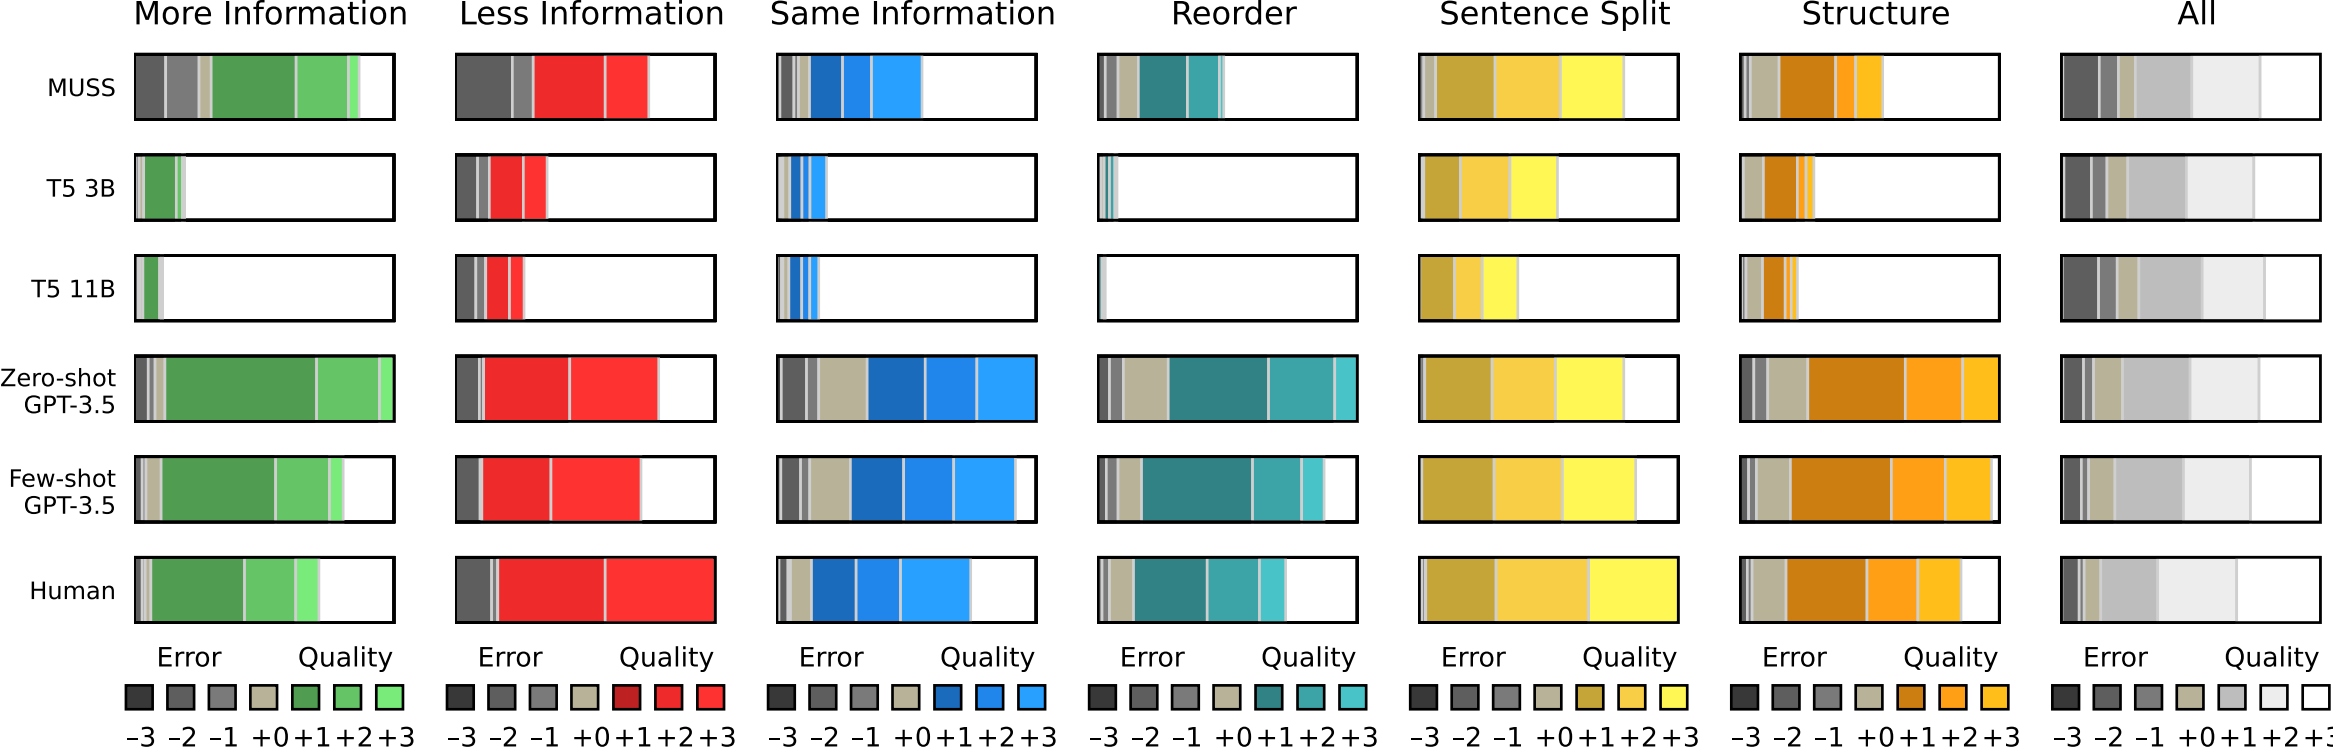 More Information Less Information Same Information Reorder Sentence Split Structure All
MUSS
T5 3B
T5 11B
Zero-shot
GPT-3.5
Few-shot
GPT-3.5
Human
Error Quality Error Quality Error Quality Error Quality Error Quality Error Quality Error Quality
–3 –2 –1 +0 +1 +2 +3 –3 –2 –1 +0 +1 +2 +3 –3 –2 –1 +0 +1 +2 +3 –3 –2 –1 +0 +1 +2 +3 –3 –2 –1 +0 +1 +2 +3 –3 –2 –1 +0 +1 +2 +3 –3 –2 –1 +0 +1 +2 +3